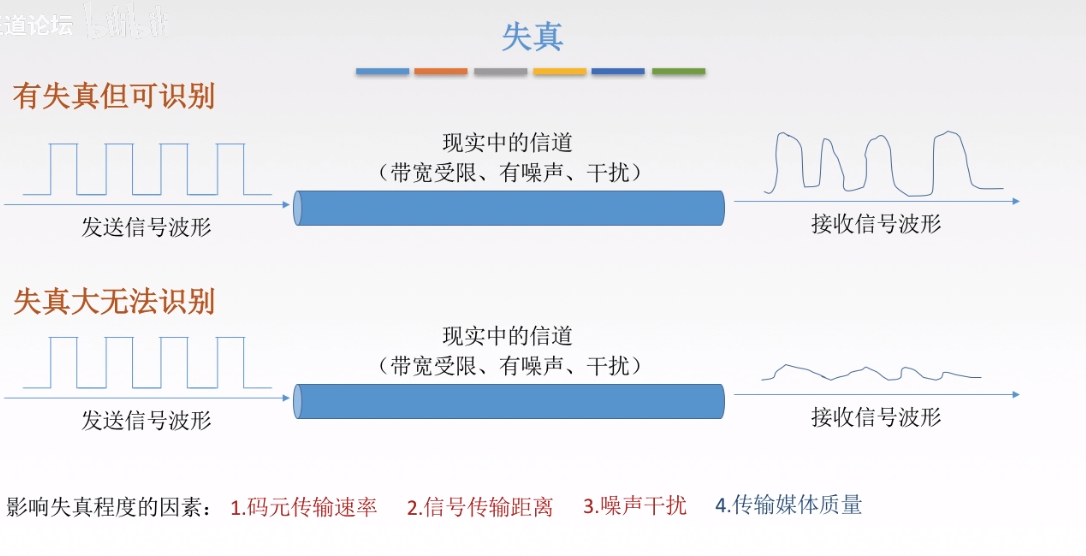 道论坛 bilibili
失真
有失真但可识别
现实中的信道
（带宽受限、有噪声、干扰）
发送信号波形
接收信号波形
失真大无法识别
现实中的信道
（带宽受限、有噪声、干扰）
发送信号波形
接收信号波形
影响失真程度的因素： 1.码元传输速率 2.信号传输距离 3.噪声干扰 4.传输媒体质量